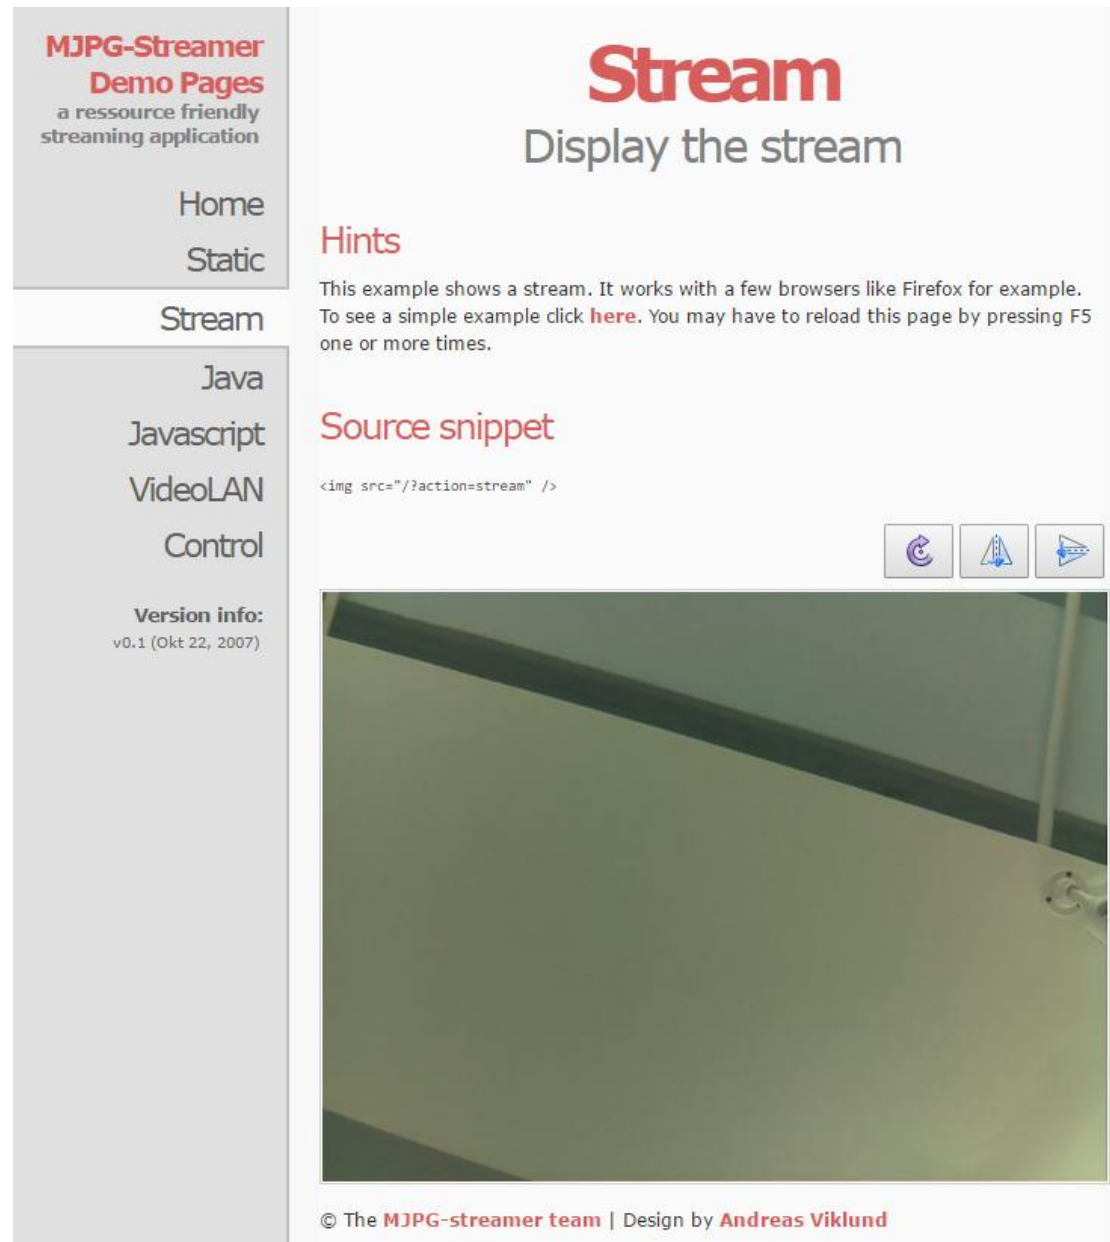 MJPG-Streamer
Demo Pages
a ressource friendly
streaming application
Home
Static
Stream
Java
Javascript
VideoLAN
Control
Version info:
v0.1 (Okt 22, 2007)
Stream
Display the stream
Hints
This example shows a stream. It works with a few browsers like Firefox for example.
To see a simple example click here. You may have to reload this page by pressing F5
one or more times.
Source snippet
<img src="/?action=stream" />
© The MJPG-streamer team | Design by Andreas Viklund